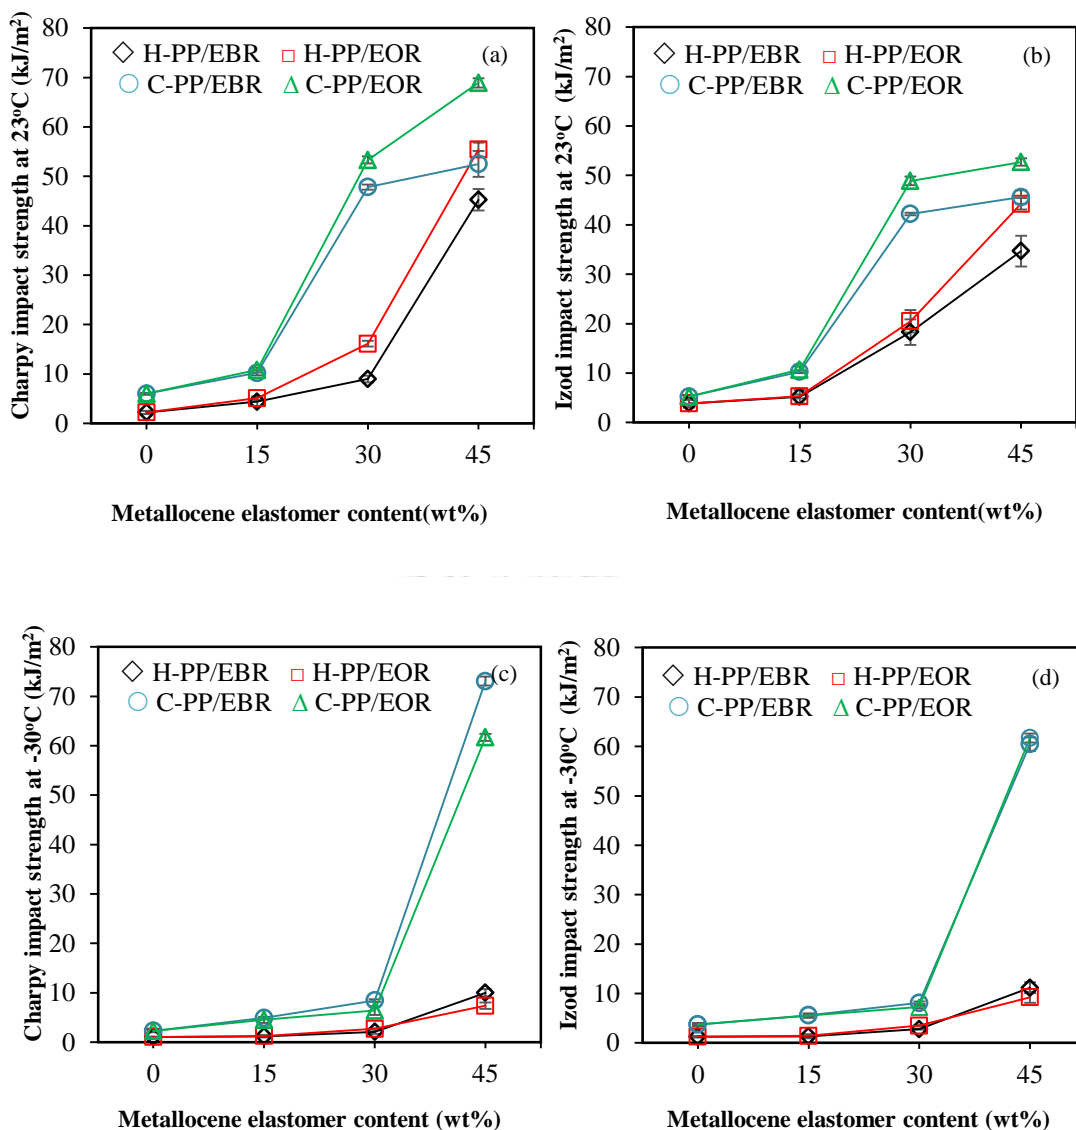 Charpy impact strength at 23°C (kJ/m²)
80
70
60
50
40
30
20
10
0
H-PP/EBR H-PP/EOR (a)
C-PP/EBR C-PP/EOR
0 15 30 45
Metallocene elastomer content(wt%)
Izod impact strength at 23°C (kJ/m²)
80
70
60
50
40
30
20
10
0
H-PP/EBR H-PP/EOR (b)
C-PP/EBR C-PP/EOR
0 15 30 45
Metallocene elastomer content(wt%)
Charpy impact strength at -30°C (kJ/m²)
80
70
60
50
40
30
20
10
0
H-PP/EBR H-PP/EOR (c)
C-PP/EBR C-PP/EOR
0 15 30 45
Metallocene elastomer content (wt%)
Izod impact strength at -30°C (kJ/m²)
80
70
60
50
40
30
20
10
0
H-PP/EBR H-PP/EOR (d)
C-PP/EBR C-PP/EOR
0 15 30 45
Metallocene elastomer content (wt%)